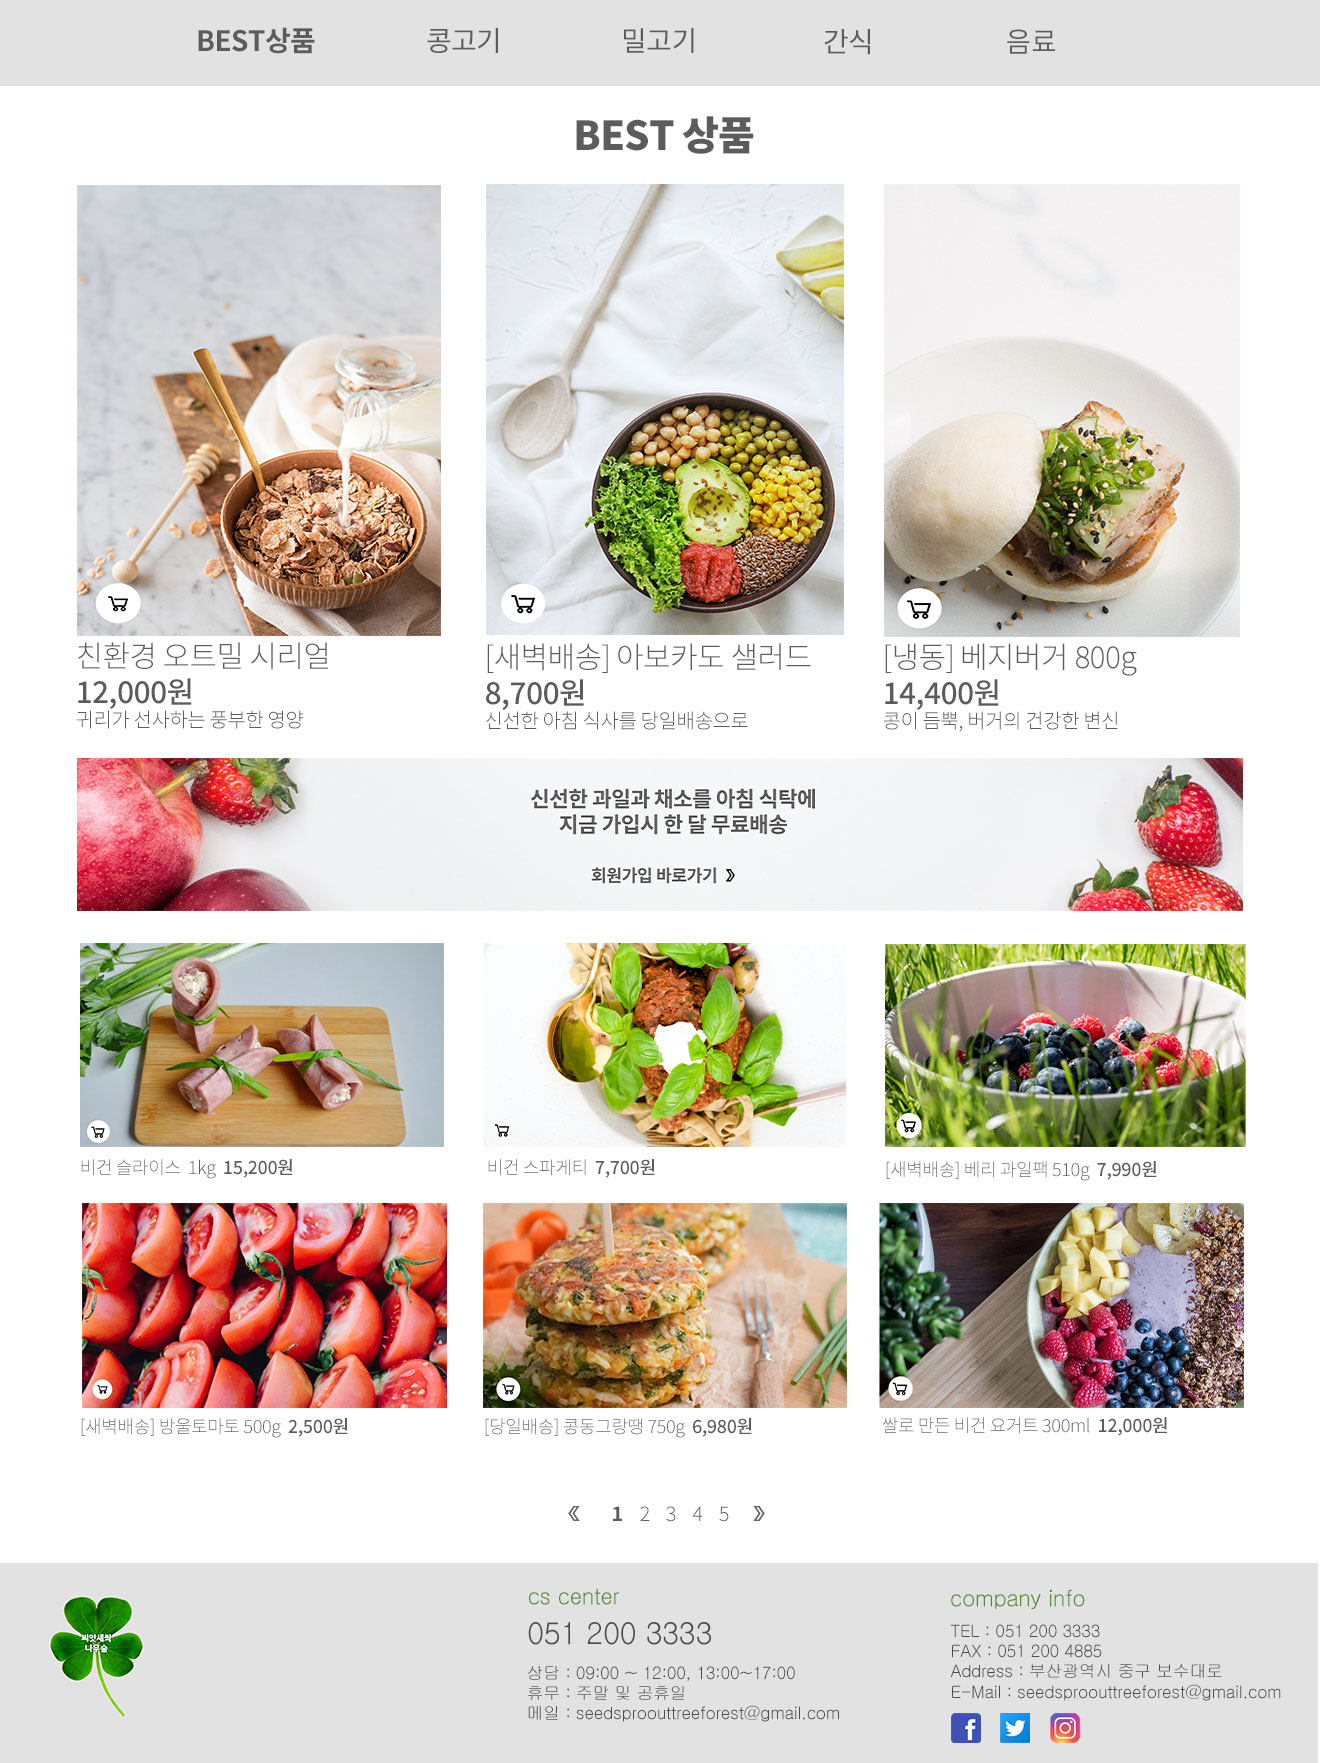 BEST상품 콩고기 밀고기 간식 음료
BEST 상품
친환경 오트밀 시리얼
12,000원
귀리가 선사하는 풍부한 영양
[새벽배송] 아보카도 샐러드
8,700원
신선한 아침 식사를 당일배송으로
[냉동] 베지버거 800g
14,400원
콩이 듬뿍, 버거의 건강한 변신
신선한 과일과 채소를 아침 식탁에
지금 가입시 한 달 무료배송
회원가입 바로가기 》
비건 슬라이스 1kg 15,200원
비건 스파게티 7,700원
[새벽배송] 베리 과일팩 510g 7,990원
[새벽배송] 방울토마토 500g 2,500원
[당일배송] 콩동그랑땡 750g 6,980원
쌀로 만든 비건 요거트 300ml 12,000원
《 1 2 3 4 5 》
씨앗새싹
나무숲
cs center
051 200 3333
상담 : 09:00 ~ 12:00, 13:00~17:00
휴무 : 주말 및 공휴일
메일 : seedsproouttreeforest@gmail.com
company info
TEL : 051 200 3333
FAX : 051 200 4885
Address : 부산광역시 중구 보수대로
E-Mail : seedsproouttreeforest@gmail.com